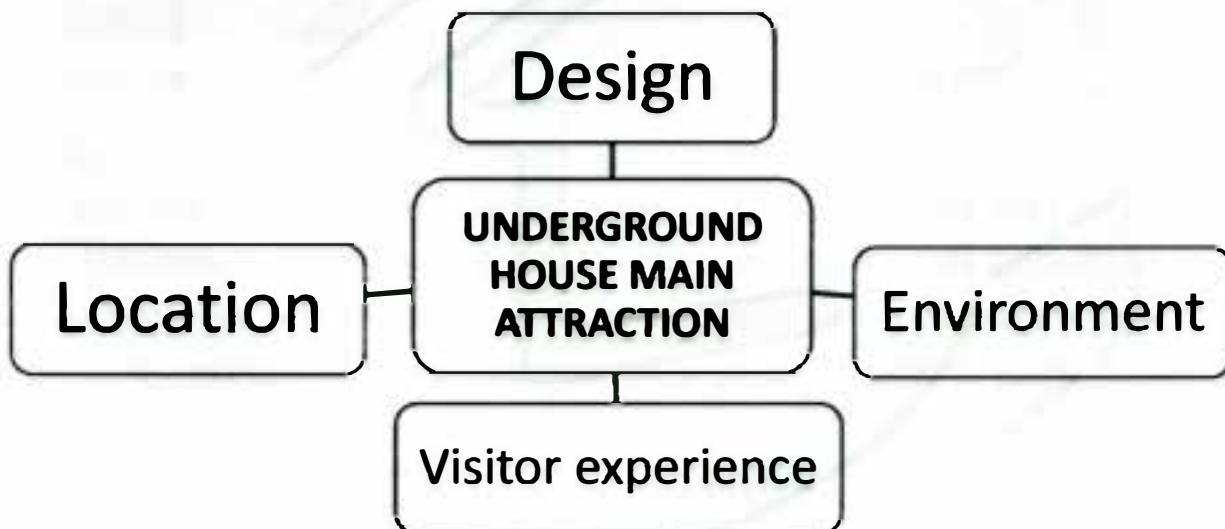 Design
UNDERGROUND
HOUSE MAIN
ATTRACTION
Location
Environment
Visitor experience